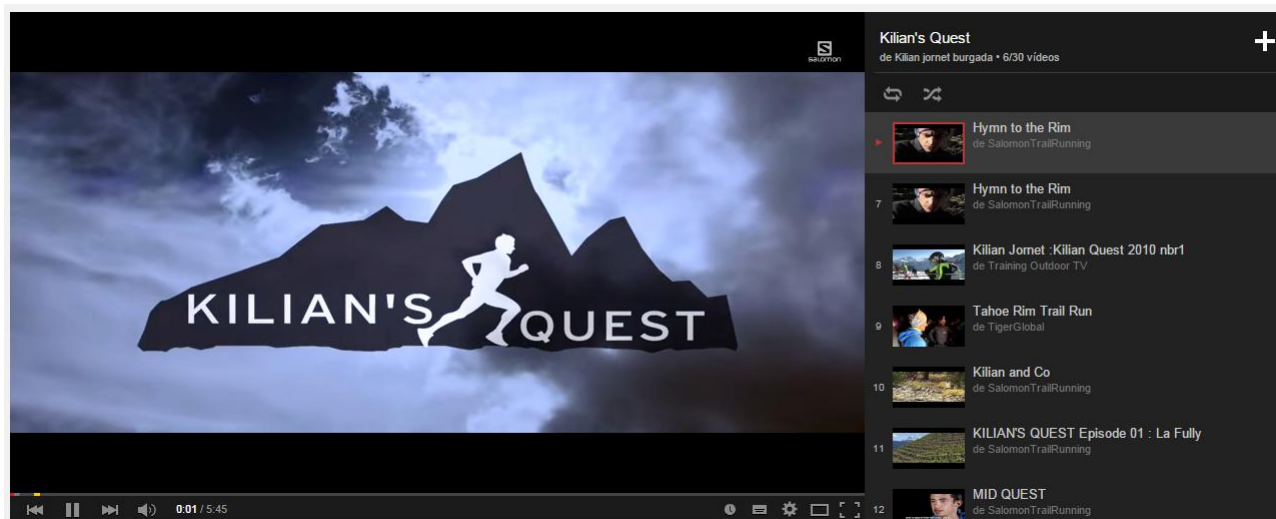 S
salomon
KILIAN'S QUEST
0:01 / 5:45
Kilian's Quest
de Kilian jornet burgada • 6/30 vídeos
Hymn to the Rim
de SalomonTrailRunning
7
Hymn to the Rim
de SalomonTrailRunning
8
Kilian Jornet :Kilian Quest 2010 nbr1
de Training Outdoor TV
9
Tahoe Rim Trail Run
de TigerGlobal
10
Kilian and Co
de SalomonTrailRunning
11
KILIAN'S QUEST Episode 01 : La Fully
de SalomonTrailRunning
12
MID QUEST
de SalomonTrailRunning